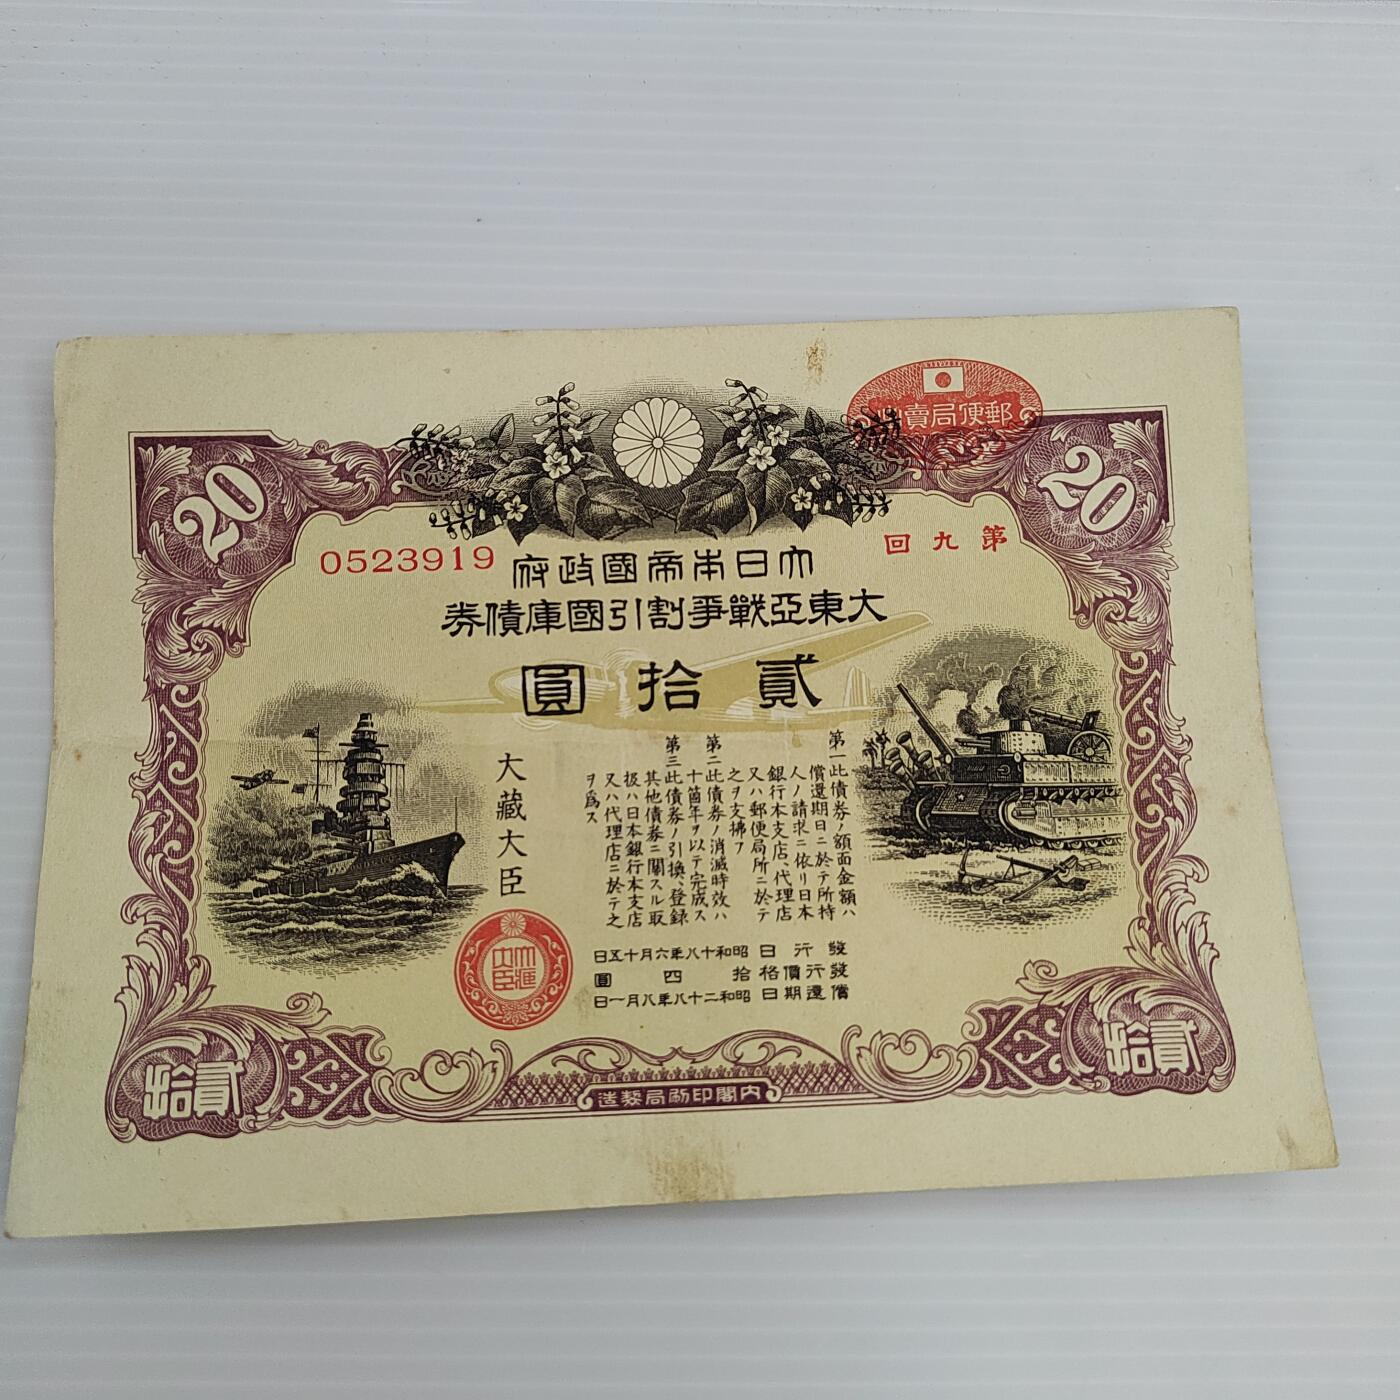 郵便局賣出
20
20
0523919
第九回
大日本帝國政府
大東亞戰爭割引國庫債券
貳拾圓
第一此債券ノ額面金額ハ
償還期日ニ於テ所持
人ノ請求ニ依リ日本
銀行本支店、代理店
又ハ郵便局所ニ於テ
之ヲ支拂フ
第二此債券ノ消滅時效ハ
十箇年ヲ以テ完成ス
第三此債券ノ引換、登錄
其他債券ニ關スル取
扱ハ日本銀行本支店
又ハ代理店ニ於テ之
ヲ爲ス
大藏大臣
大藏大臣
發行日 昭和十八年六月十五日
發行價格 拾四圓
償還期日 昭和二十八年八月一日
貳拾
貳拾
內閣印刷局製造